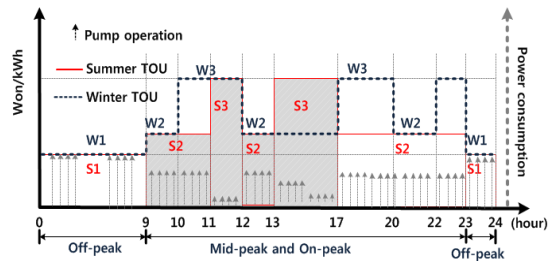 Won/kWh
Pump operation
Summer TOU
Winter TOU
W3
W3
S3
S3
W2
W2
W2
W1
W1
S2
S2
S2
S1
S1
Power consumption
0 9 10 11 12 13 17 20 22 23 24 (hour)
Off-peak
Mid-peak and On-peak
Off-peak